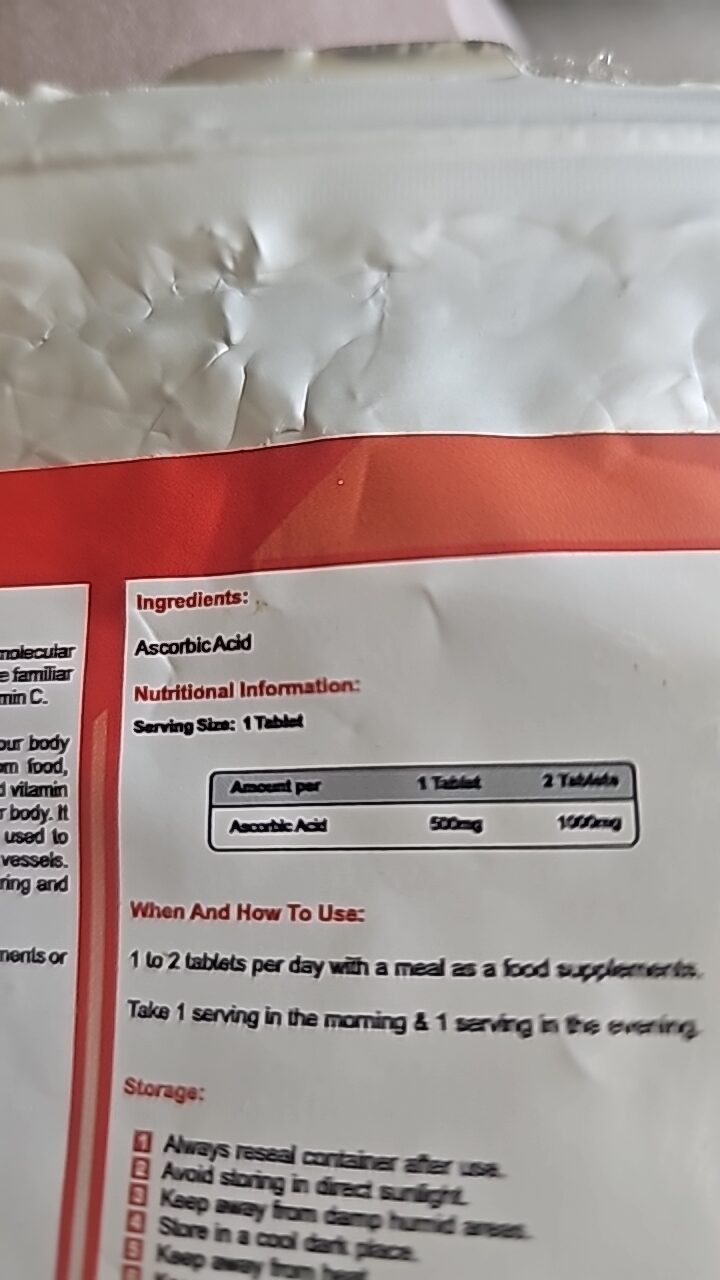 molecular
e familiar
min C.
our body
om food,
d vitamin
r body. It
used to
vessels.
ring and
ments or
Ingredients:
Ascorbic Acid
Nutritional Information:
Serving Size: 1 Tablet
Amount per 1 Tablet 2 Tablets
Ascorbic Acid 500mg 1000mg
When And How To Use:
1 to 2 tablets per day with a meal as a food supplements.
Take 1 serving in the morning & 1 serving in the evening.
Storage:
1 Always reseal container after use.
2 Avoid storing in direct sunlight.
3 Keep away from damp humid areas.
4 Store in a cool dark place.
5 Keep away from heat